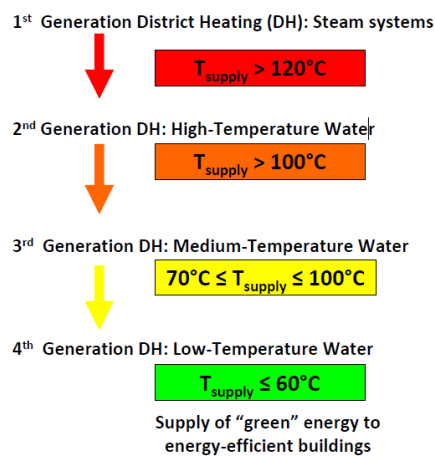 1st Generation District Heating (DH): Steam systems
Tsupply > 120°C
2nd Generation DH: High-Temperature Water
Tsupply > 100°C
3rd Generation DH: Medium-Temperature Water
70°C ≤ Tsupply ≤ 100°C
4th Generation DH: Low-Temperature Water
Tsupply ≤ 60°C
Supply of “green” energy to
energy-efficient buildings